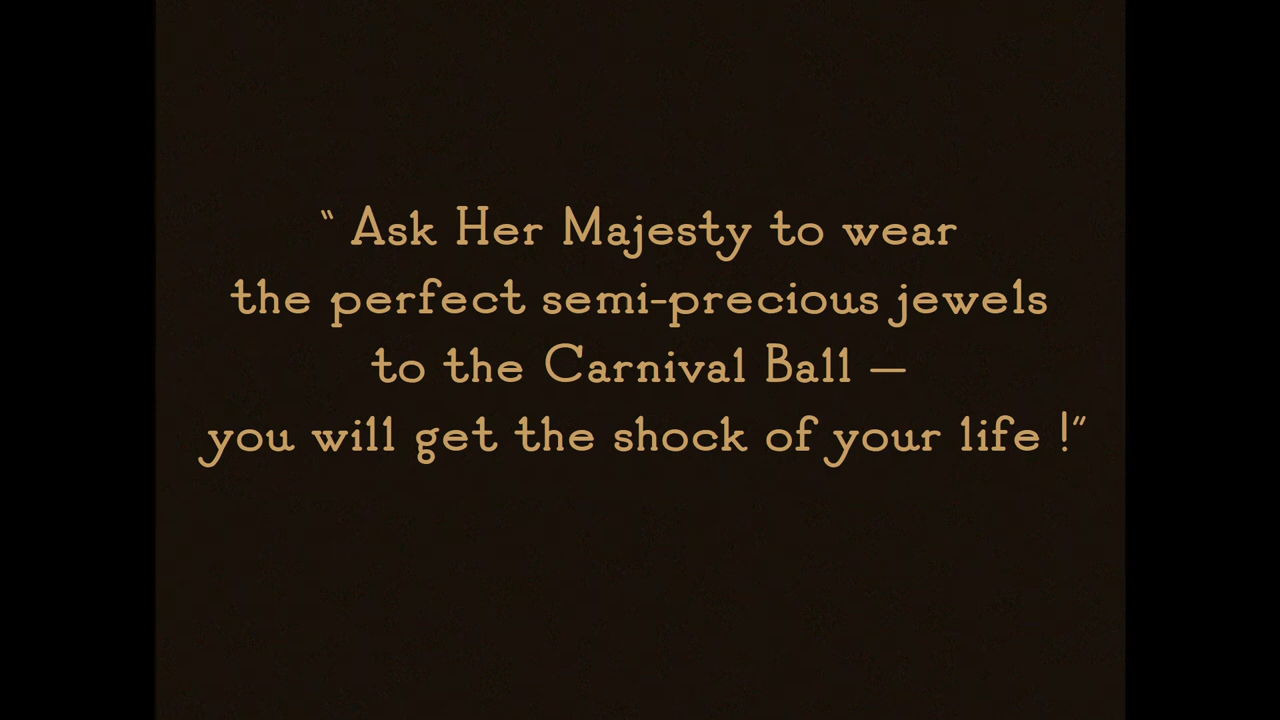 “ Ask Her Majesty to wear
the perfect semi-precious jewels
to the Carnival Ball —
you will get the shock of your life !”